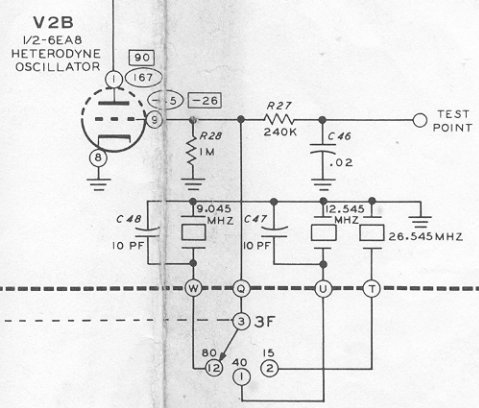 V2B
1/2-6EA8
HETERODYNE
OSCILLATOR
90
1
167
5
-26
9
8
R28
1M
R27
240K
C46
.02
TEST
POINT
C48
10 PF
9.045
MHZ
C47
10 PF
12.545
MHZ
26.545MHZ
W
Q
U
T
3
3F
80
12
40
1
15
2